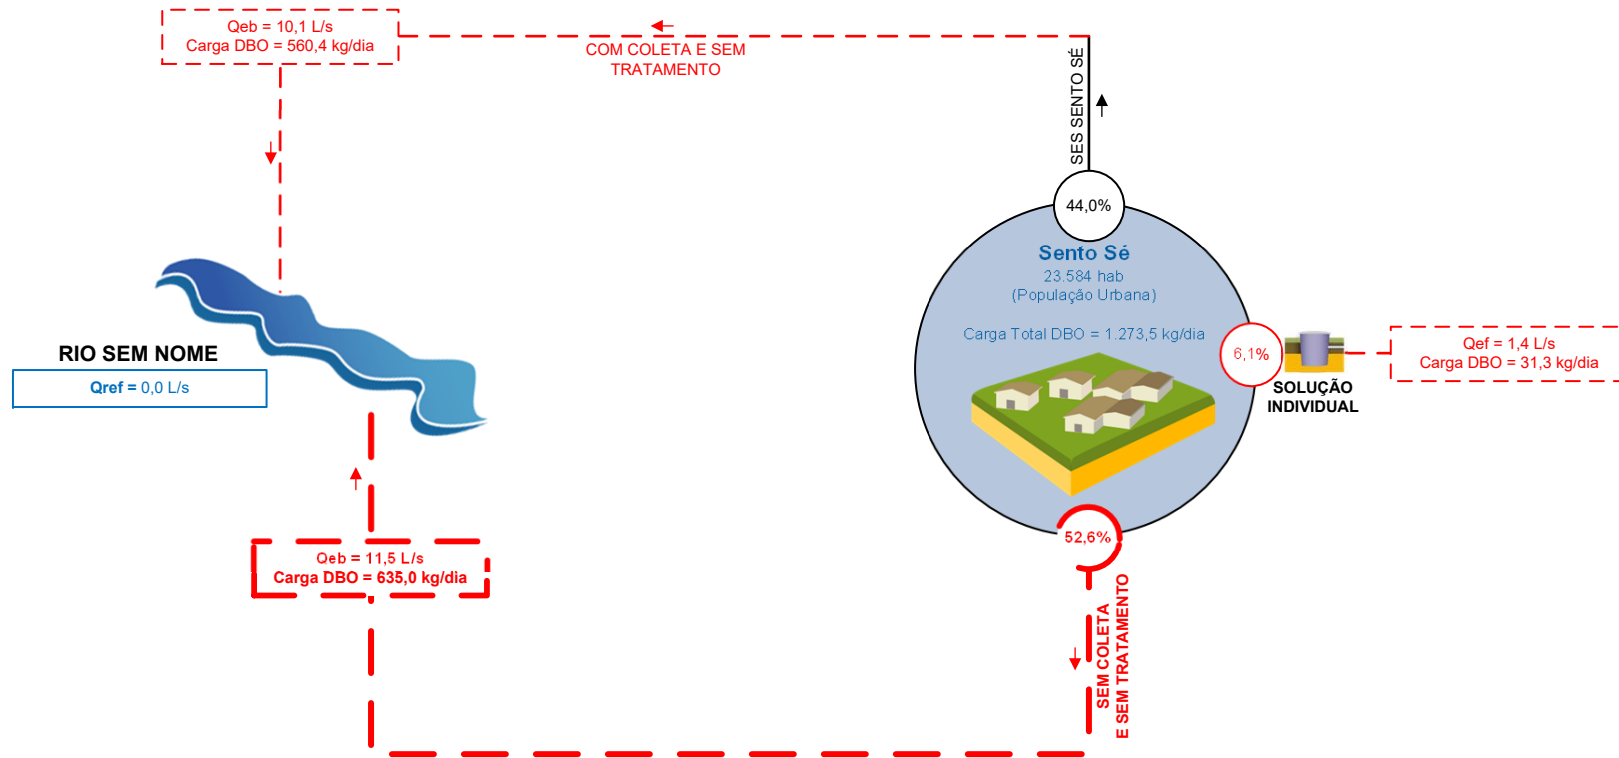 Qeb = 10,1 L/s
Carga DBO = 560,4 kg/dia
COM COLETA E SEM
TRATAMENTO
SES SENTO SÉ
44,0%
Sento Sé
23.584 hab
(População Urbana)
Carga Total DBO = 1.273,5 kg/dia
6,1%
SOLUÇÃO
INDIVIDUAL
Qef = 1,4 L/s
Carga DBO = 31,3 kg/dia
RIO SEM NOME
Qref = 0,0 L/s
52,6%
Qeb = 11,5 L/s
Carga DBO = 635,0 kg/dia
SEM COLETA
E SEM TRATAMENTO